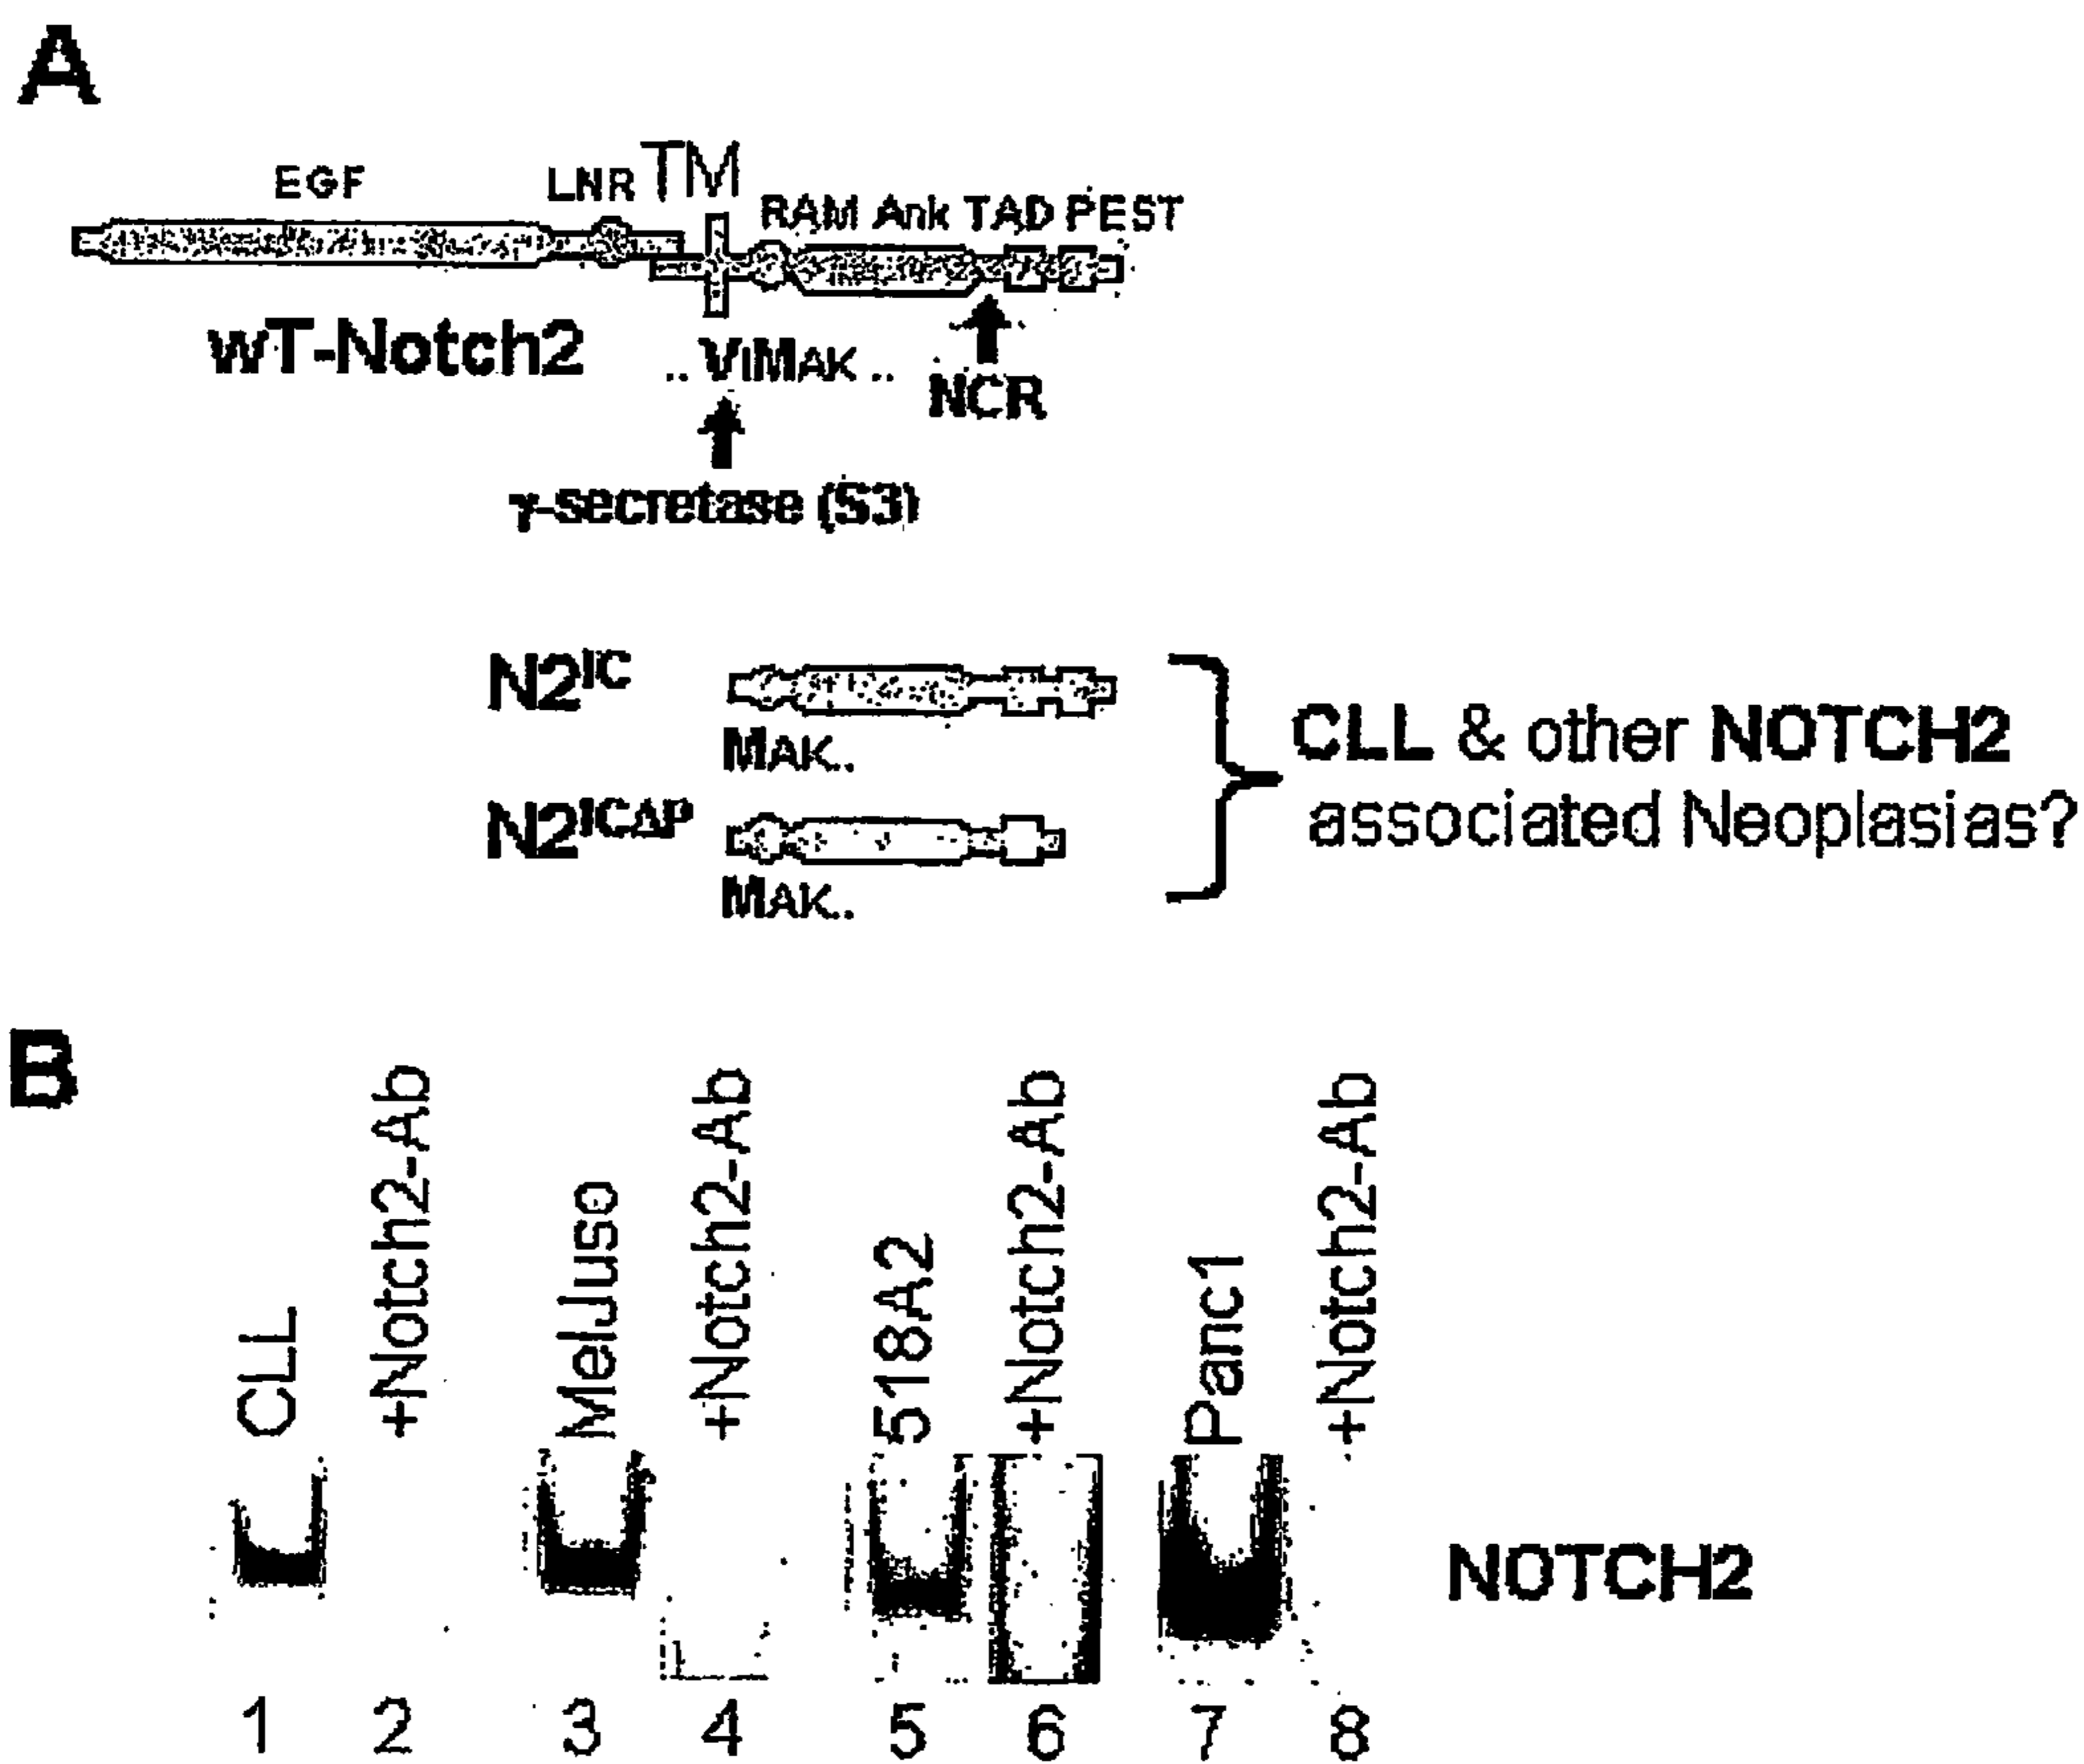 A
EGF LNR TM RAM Ank TAD PEST
wT-Notch2
.. VIMAK ..
NCR
γ-secretase (S3)
N2IC
MAK..
N2ICΔP
MAK..
CLL & other NOTCH2
associated Neoplasias?
B
CLL
+Notch2-Ab
MelJuso
+Notch2-Ab
518A2
+Notch2-Ab
Panc1
+Notch2-Ab
NOTCH2
1 2 3 4 5 6 7 8